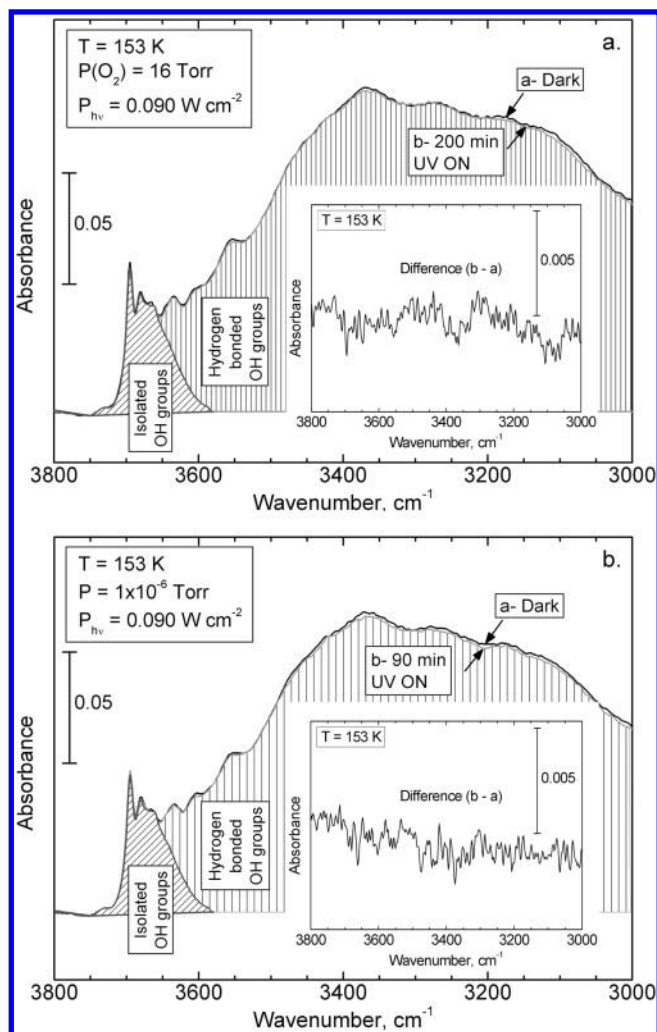 T = 153 K
P(O₂) = 16 Torr
P_hν = 0.090 W cm⁻²
a.
a- Dark
b- 200 min
UV ON
0.05
T = 153 K
0.005
Difference (b - a)
Absorbance
Absorbance
Hydrogen
bonded
OH groups
Isolated
OH groups
3800 3600 3400 3200 3000
Wavenumber, cm⁻¹
3800 3600 3400 3200 3000
Wavenumber, cm⁻¹
T = 153 K
P = 1x10⁻⁶ Torr
P_hν = 0.090 W cm⁻²
b.
a- Dark
b- 90 min
UV ON
0.05
T = 153 K
0.005
Difference (b - a)
Absorbance
Absorbance
Hydrogen
bonded
OH groups
Isolated
OH groups
3800 3600 3400 3200 3000
Wavenumber, cm⁻¹
3800 3600 3400 3200 3000
Wavenumber, cm⁻¹